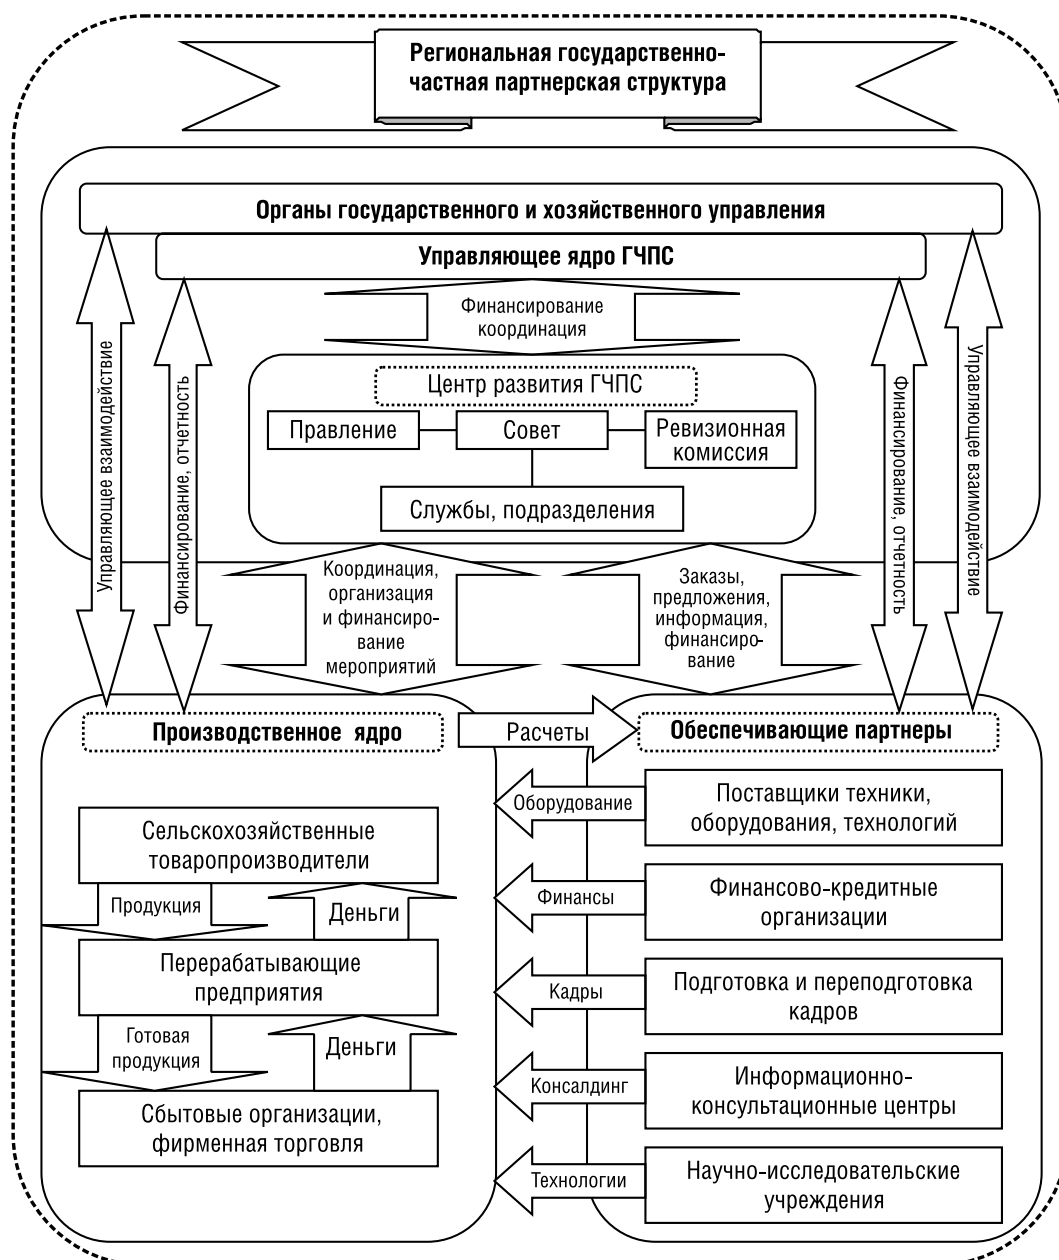 Региональная государственно-
частная партнерская структура
Органы государственного и хозяйственного управления
Управляющее ядро ГЧПС
Финансирование
координация
Центр развития ГЧПС
Правление
Совет
Ревизионная
комиссия
Службы, подразделения
Управляющее взаимодействие
Финансирование, отчетность
Финансирование, отчетность
Управляющее взаимодействие
Координация,
организация
и финансиро-
вание
мероприятий
Заказы,
предложения,
информация,
финансиро-
вание
Производственное ядро
Расчеты
Обеспечивающие партнеры
Сельскохозяйственные
товаропроизводители
Продукция
Деньги
Перерабатывающие
предприятия
Готовая
продукция
Деньги
Сбытовые организации,
фирменная торговля
Оборудование
Поставщики техники,
оборудования, технологий
Финансы
Финансово-кредитные
организации
Кадры
Подготовка и переподготовка
кадров
Консалдинг
Информационно-
консультационные центры
Технологии
Научно-исследовательские
учреждения